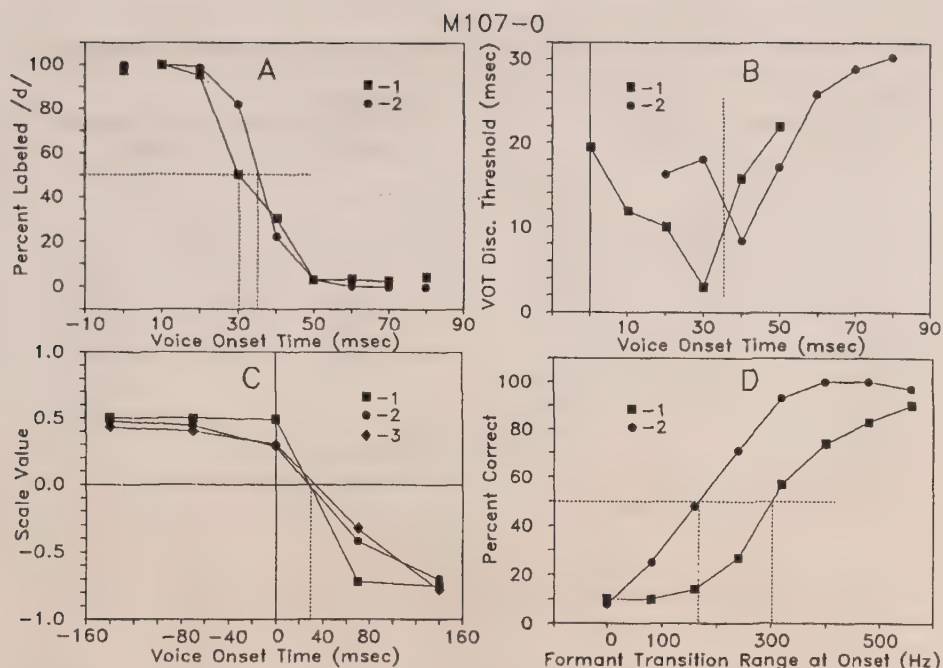 M107-0
A
-1
-2
Percent Labeled /d/
100
80
60
40
20
0
-10 10 30 50 70 90
Voice Onset Time (msec)
B
-1
-2
VOT Disc. Threshold (msec)
30
20
10
0
10 30 50 70 90
Voice Onset Time (msec)
C
-1
-2
-3
-Scale Value
1.0
0.5
0.0
-0.5
-1.0
-160 -80 -40 0 40 80 160
Voice Onset Time (msec)
D
-1
-2
Percent Correct
100
80
60
40
20
0
0 100 300 500
Formant Transition Range at Onset (Hz)